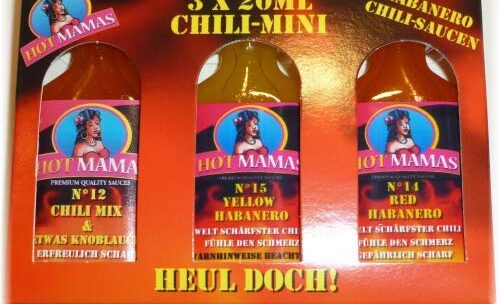 HOT MAMAS
3 X 20ML
CHILI-MINI
HABANERO
CHILI-SAUCEN
HOT MAMAS
PREMIUM QUALITY SAUCES
N°12
CHILI MIX
&
ETWAS KNOBLAUCH
ERFREULICH SCHARF
HOT MAMAS
PREMIUM QUALITY SAUCES
N°15
YELLOW
HABANERO
WELT SCHÄRFSTER CHILI
FÜHLE DEN SCHMERZ
WARNHINWEISE BEACHTEN
HOT MAMAS
PREMIUM QUALITY SAUCES
N°14
RED
HABANERO
WELT SCHÄRFSTER CHILI
FÜHLE DEN SCHMERZ
GEFÄHRLICH SCHARF
HEUL DOCH!